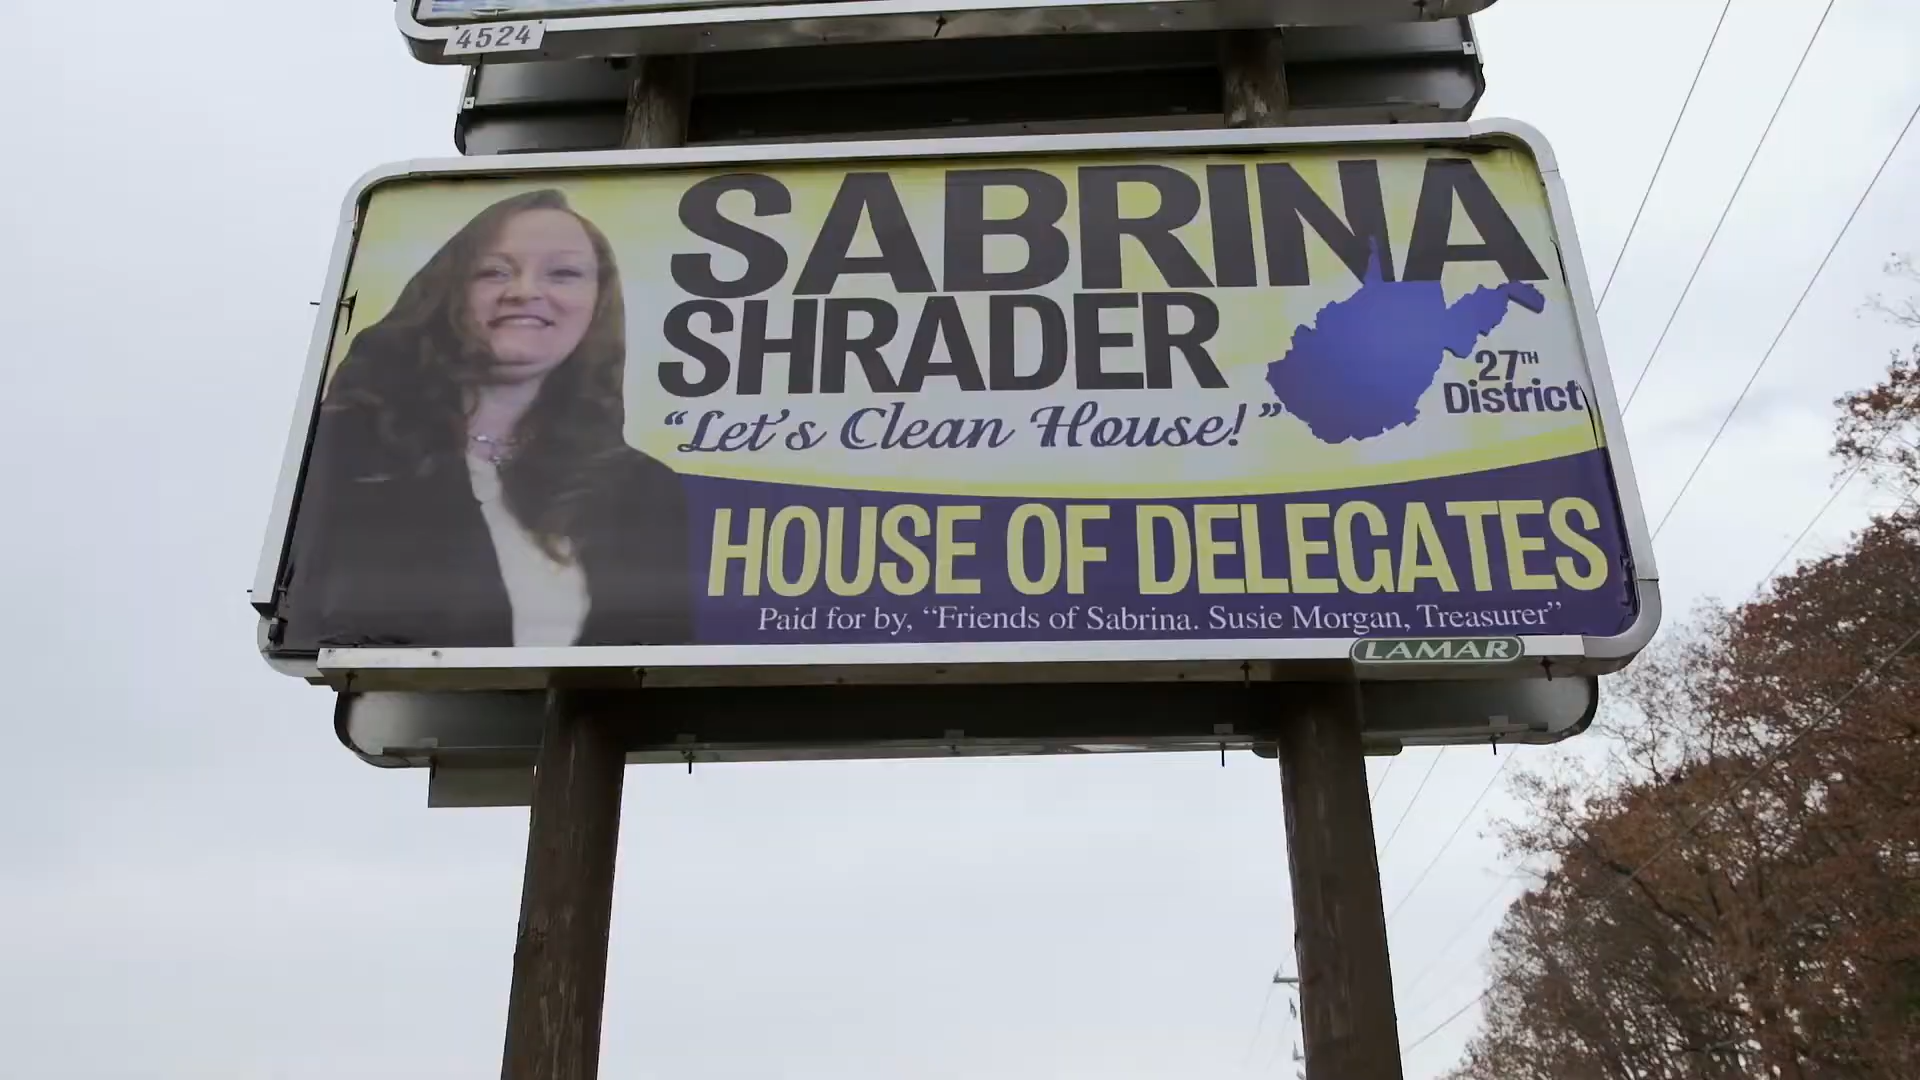 4524
SABRINA
SHRADER
27TH
District
“Let’s Clean House!”
HOUSE OF DELEGATES
Paid for by, “Friends of Sabrina. Susie Morgan, Treasurer”
LAMAR